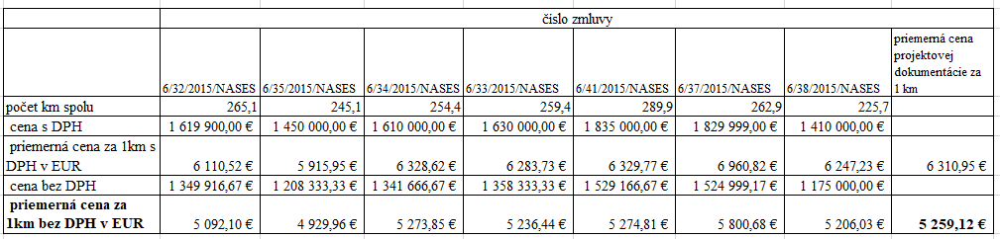 číslo zmluvy
priemerná cena
projektovej
dokumentácie za
1 km
6/32/2015/NASES 6/35/2015/NASES 6/34/2015/NASES 6/33/2015/NASES 6/41/2015/NASES 6/37/2015/NASES 6/38/2015/NASES
počet km spolu 265,1 245,1 254,4 259,4 289,9 262,9 225,7
cena s DPH 1 619 900,00 € 1 450 000,00 € 1 610 000,00 € 1 630 000,00 € 1 835 000,00 € 1 829 999,00 € 1 410 000,00 €
priemerná cena za 1km s
DPH v EUR 6 110,52 € 5 915,95 € 6 328,62 € 6 283,73 € 6 329,77 € 6 960,82 € 6 247,23 € 6 310,95 €
cena bez DPH 1 349 916,67 € 1 208 333,33 € 1 341 666,67 € 1 358 333,33 € 1 529 166,67 € 1 524 999,17 € 1 175 000,00 €
priemerná cena za
1km bez DPH v EUR 5 092,10 € 4 929,96 € 5 273,85 € 5 236,44 € 5 274,81 € 5 800,68 € 5 206,03 € 5 259,12 €